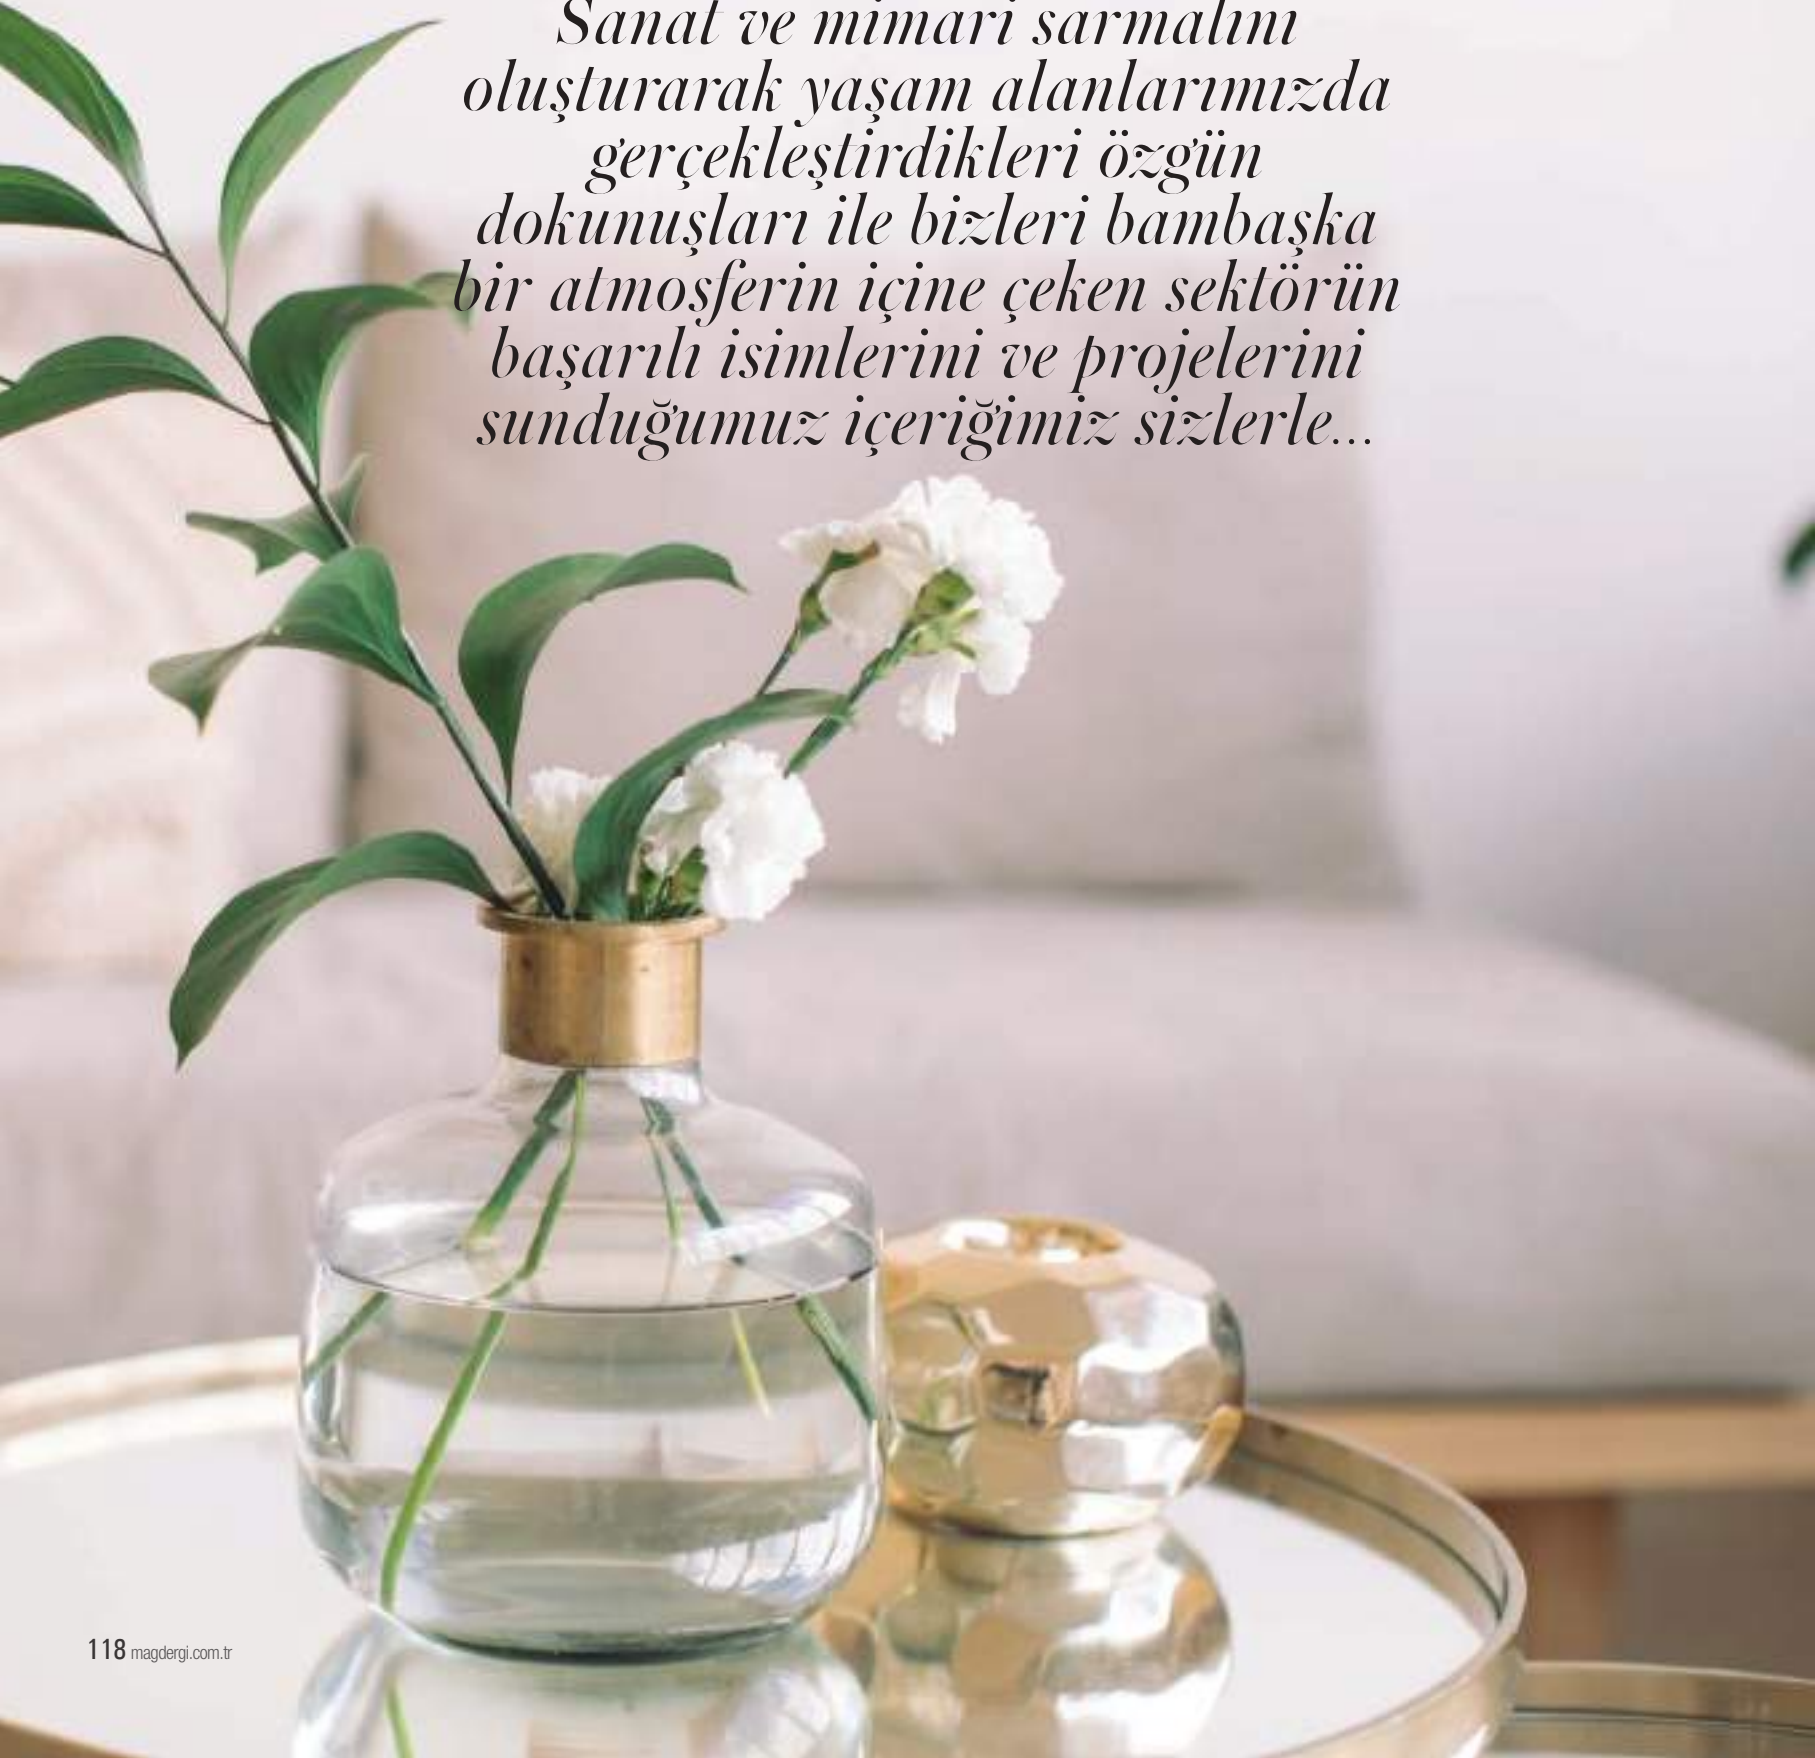 Sanat ve mimari sarmalını
oluşturarak yaşam alanlarımızda
gerçekleştirdikleri özgün
dokunuşları ile bizleri bambaşka
bir atmosferin içine çeken sektörün
başarılı isimlerini ve projelerini
sunduğumuz içeriğimiz sizlerle...
118 magdergi.com.tr